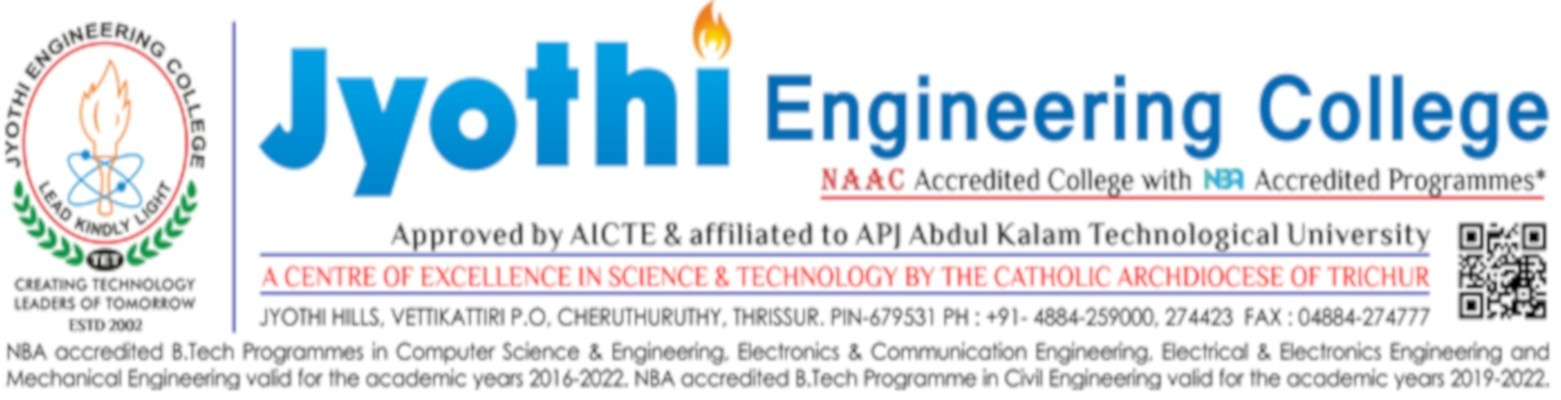 JYOTHI ENGINEERING COLLEGE
LEAD KINDLY LIGHT
TET
CREATING TECHNOLOGY
LEADERS OF TOMORROW
ESTD 2002
Jyothi Engineering College
NAAC Accredited College with NBA Accredited Programmes*
Approved by AICTE & affiliated to APJ Abdul Kalam Technological University
A CENTRE OF EXCELLENCE IN SCIENCE & TECHNOLOGY BY THE CATHOLIC ARCHDIOCESE OF TRICHUR
JYOTHI HILLS, VETTIKATTIRI P.O, CHERUTHURUTHY, THRISSUR. PIN-679531 PH : +91- 4884-259000, 274423 FAX : 04884-274777
NBA accredited B.Tech Programmes in Computer Science & Engineering, Electronics & Communication Engineering, Electrical & Electronics Engineering and
Mechanical Engineering valid for the academic years 2016-2022. NBA accredited B.Tech Programme in Civil Engineering valid for the academic years 2019-2022.